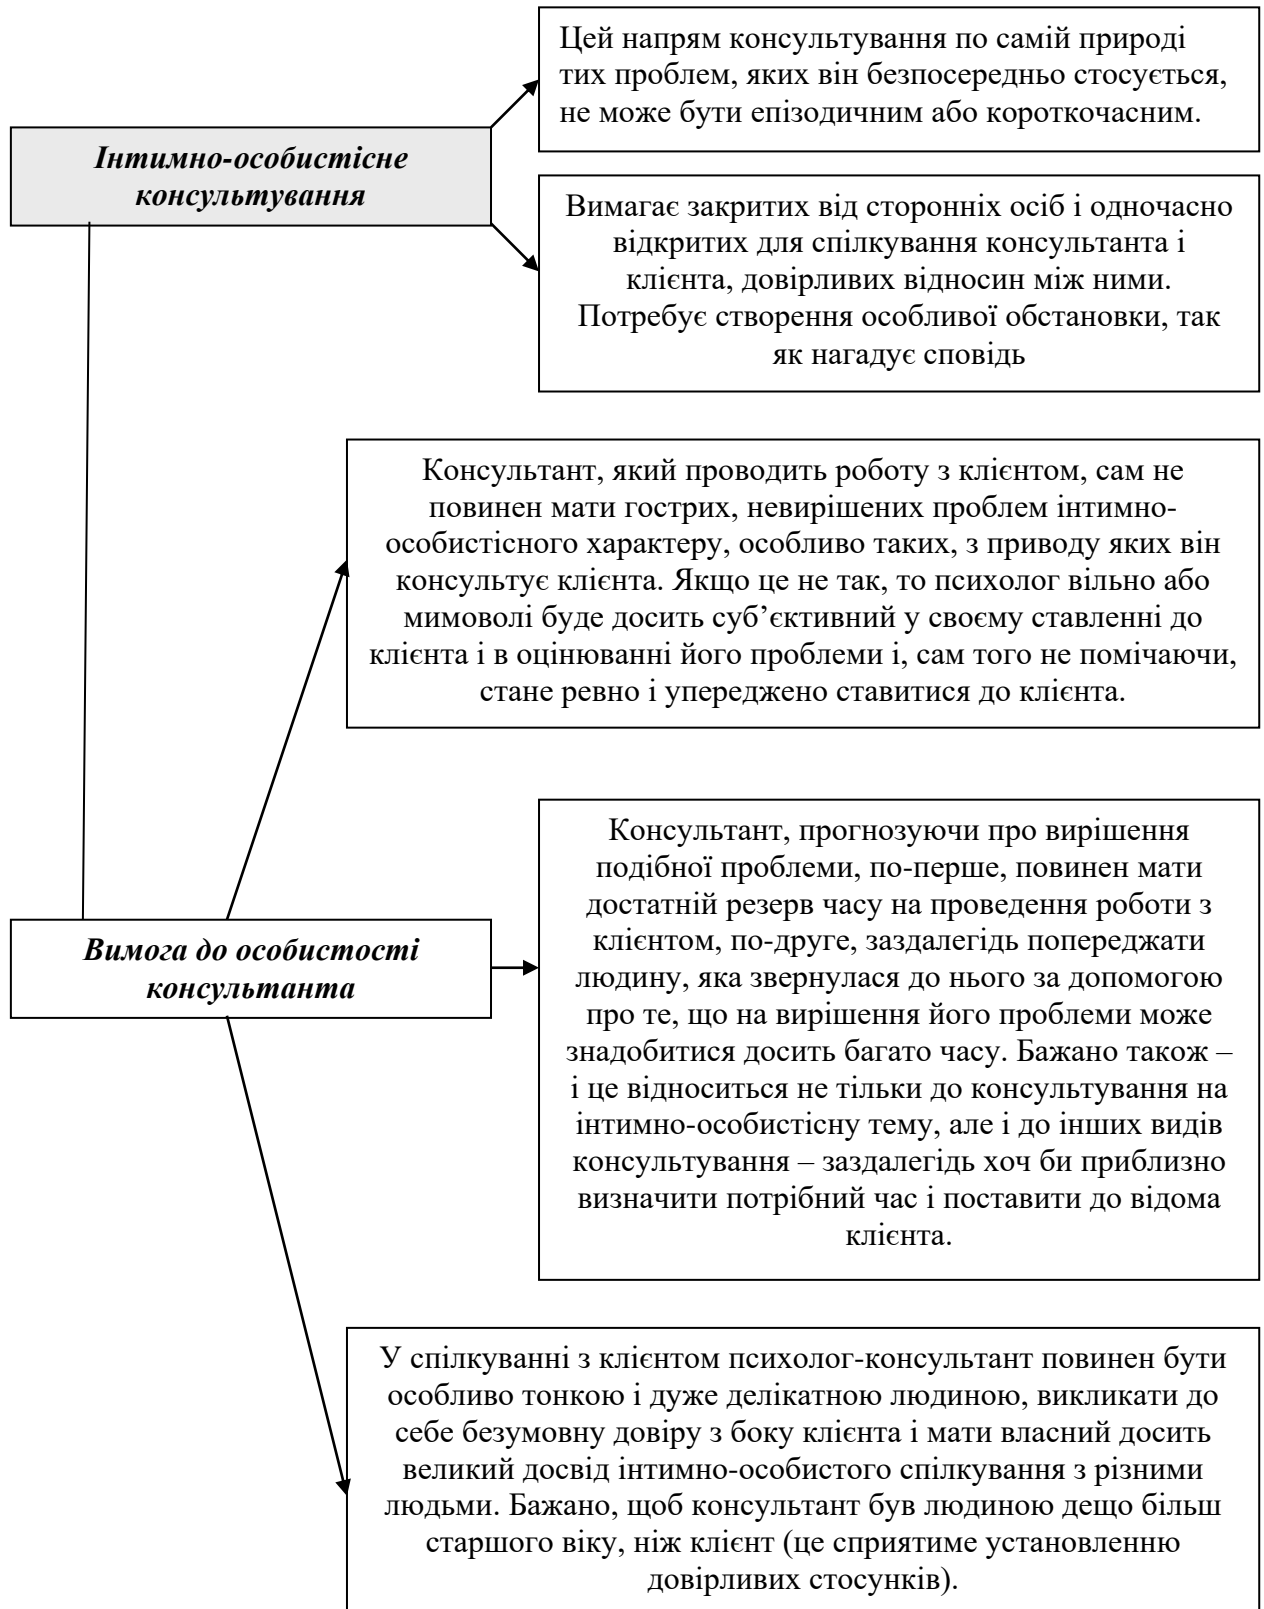 Цей напрям консультування по самій природі
тих проблем, яких він безпосередньо стосується,
не може бути епізодичним або короткочасним.
Інтимно-особистісне
консультування
Вимагає закритих від сторонніх осіб і одночасно
відкритих для спілкування консультанта і
клієнта, довірливих відносин між ними.
Потребує створення особливої обстановки, так
як нагадує сповідь
Консультант, який проводить роботу з клієнтом, сам не
повинен мати гострих, невирішених проблем інтимно-
особистісного характеру, особливо таких, з приводу яких він
консультує клієнта. Якщо це не так, то психолог вільно або
мимоволі буде досить суб’єктивний у своєму ставленні до
клієнта і в оцінюванні його проблеми і, сам того не помічаючи,
стане ревно і упереджено ставитися до клієнта.
Вимога до особистості
консультанта
Консультант, прогнозуючи про вирішення
подібної проблеми, по-перше, повинен мати
достатній резерв часу на проведення роботи з
клієнтом, по-друге, заздалегідь попереджати
людину, яка звернулася до нього за допомогою
про те, що на вирішення його проблеми може
знадобитися досить багато часу. Бажано також –
і це відноситься не тільки до консультування на
інтимно-особистісну тему, але і до інших видів
консультування – заздалегідь хоч би приблизно
визначити потрібний час і поставити до відома
клієнта.
У спілкуванні з клієнтом психолог-консультант повинен бути
особливо тонкою і дуже делікатною людиною, викликати до
себе безумовну довіру з боку клієнта і мати власний досить
великий досвід інтимно-особистого спілкування з різними
людьми. Бажано, щоб консультант був людиною дещо більш
старшого віку, ніж клієнт (це сприятиме установленню
довірливих стосунків).